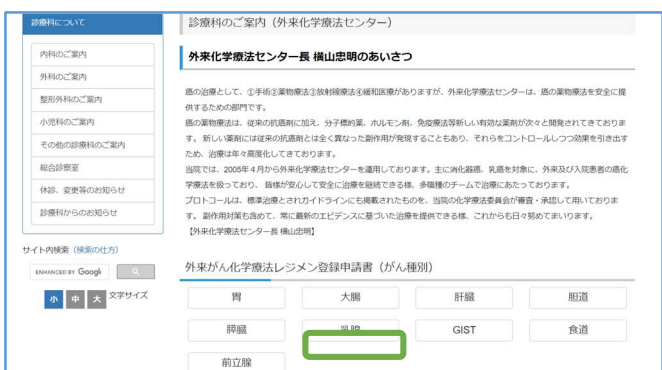 診療科について
内科のご案内
外科のご案内
整形外科のご案内
小児科のご案内
その他の診療科のご案内
総合診察室
休診、変更等のお知らせ
診療科からのお知らせ
サイト内検索（検索の仕方）
ENHANCED BY Google
小 中 大 文字サイズ
診療科のご案内（外来化学療法センター）
外来化学療法センター長 横山忠明のあいさつ
癌の治療として、①手術②薬物療法③放射線療法④緩和医療がありますが、外来化学療法センターは、癌の薬物療法を安全に提
供するための部門です。
癌の薬物療法は、従来の抗癌剤に加え、分子標的薬、ホルモン剤、免疫療法等新しい有効な薬剤が次々と開発されてきておりま
す。 新しい薬剤には従来の抗癌剤とは全く異なった副作用が発現することもあり、それらをコントロールしつつ効果を引き出す
ため、治療は年々高度化してきております。
当院では、2005年４月から外来化学療法センターを運用しております。主に消化器癌、乳癌を対象に、外来及び入院患者の癌化
学療法を扱っており、 皆様が安心して安全に治療を継続できる様、多職種のチームで治療にあたっております。
プロトコールは、標準治療とされガイドラインにも掲載されたものを、当院の化学療法委員会が審査・承認して用いておりま
す。 副作用対策も含めて、常に最新のエビデンスに基づいた治療を提供できる様、これからも日々努めてまいります。
【外来化学療法センター長 横山忠明】
外来がん化学療法レジメン登録申請書（がん種別）
胃 大腸 肝臓 胆道
膵臓 乳腺 GIST 食道
前立腺